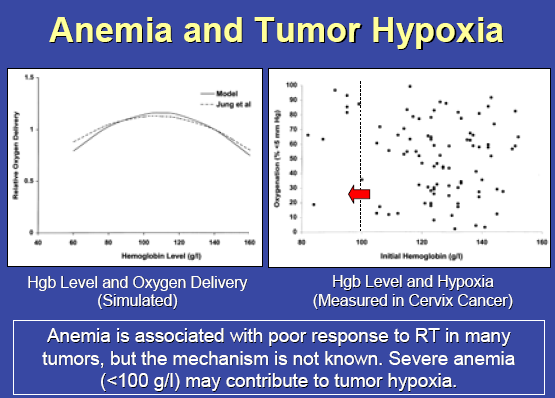 Anemia and Tumor Hypoxia
1.5
1
0.5
0
Relative Oxygen Delivery
Model
Jung et al
40 60 80 100 120 140 160
Hemoglobin Level (g/l)
100
90
80
70
60
50
40
30
20
10
0
Oxygenation (% <5 mm Hg)
80 100 120 140 160
Initial Hemoglobin (g/l)
Hgb Level and Oxygen Delivery
(Simulated)
Hgb Level and Hypoxia
(Measured in Cervix Cancer)
Anemia is associated with poor response to RT in many
tumors, but the mechanism is not known. Severe anemia
(<100 g/l) may contribute to tumor hypoxia.